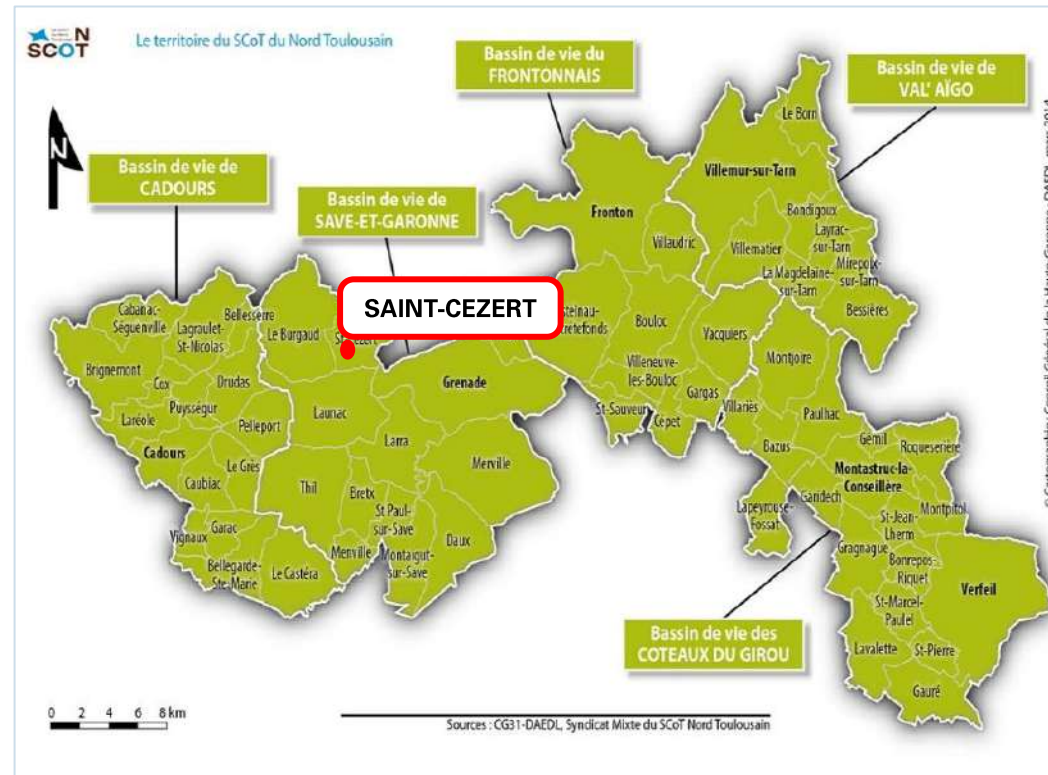 N
SCOT
Le territoire du SCoT du Nord Toulousain
N
Bassin de vie de
CADOURS
Bassin de vie de
SAVE-ET-GARONNE
Bassin de vie du
FRONTONNAIS
Bassin de vie de
VAL' AÏGO
Le Born
Villemur-sur-Tarn
Fronton
Villaudric
Bondigoux
Layrac-
sur-Tarn
Villematier
Mirepoix-
sur-Tarn
La Magdelaine-
sur-Tarn
Bessières
SAINT-CEZERT
Cabanac-
Séguenville
Lagraulet-
St-Nicolas
Bellesserre
Le Burgaud
Bouloc
Vacquiers
Brignemont
Cox
Drudas
Grenade
Villeneuve-
les-Bouloc
Montjoire
Laréole
Puysségur
Pelleport
Launac
Larra
St-Sauveur
Cépet
Gargas
Villariès
Paulhac
Cadours
Le Grès
Caubiac
Thil
Bretx
Merville
Bazus
Gémil
Roqueserière
Montastruc-la-
Conseillère
St Paul-
sur-Save
Daux
Lapeyrouse-
Fossat
Garidech
Montpitol
St-Jean-
Lherm
Vignaux
Garac
Bellegarde-
Ste-Marie
Le Castéra
Menville
Montaigut-
sur-Save
Gragnague
Bonrepos-
Riquet
Verfeil
St-Marcel-
Paulel
Bassin de vie des
COTEAUX DU GIROU
Lavalette
St-Pierre
Gauré
0 2 4 6 8 km
Sources : CG31-DAEDL, Syndicat Mixte du SCoT Nord Toulousain